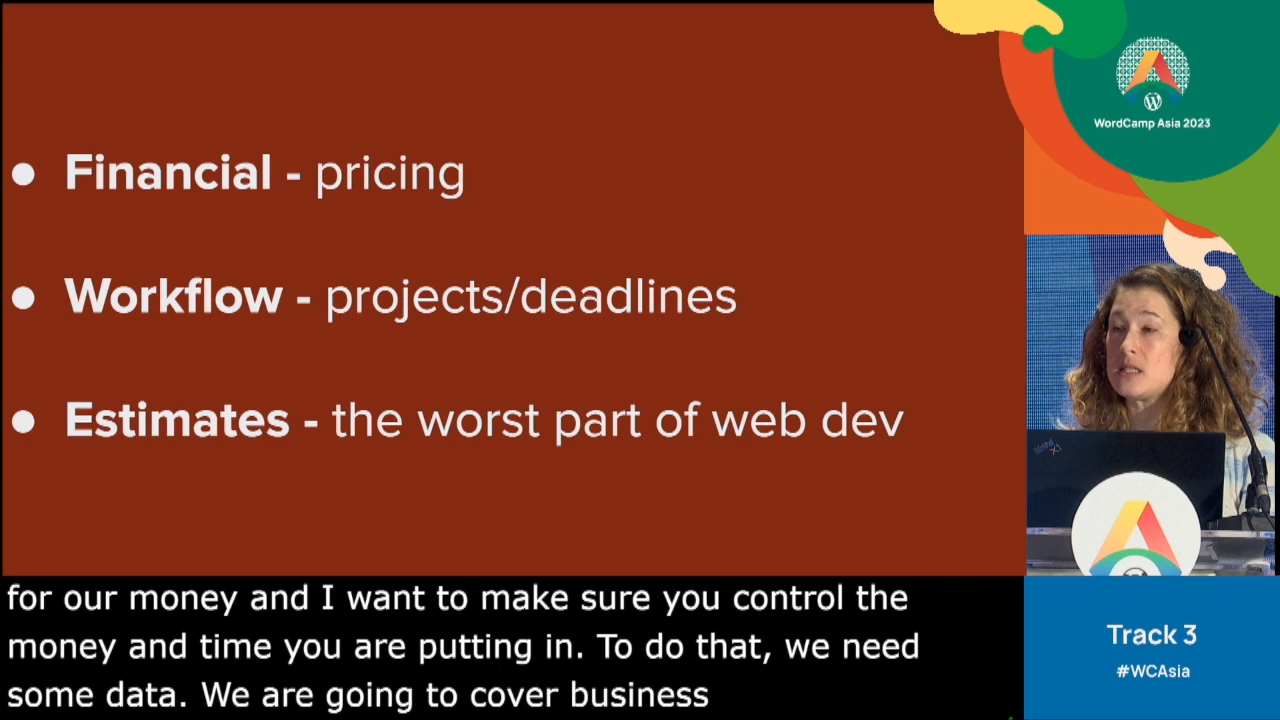 ● Financial - pricing
● Workflow - projects/deadlines
● Estimates - the worst part of web dev
WordCamp Asia 2023
for our money and I want to make sure you control the
money and time you are putting in. To do that, we need
some data. We are going to cover business
Track 3
#WCAsia